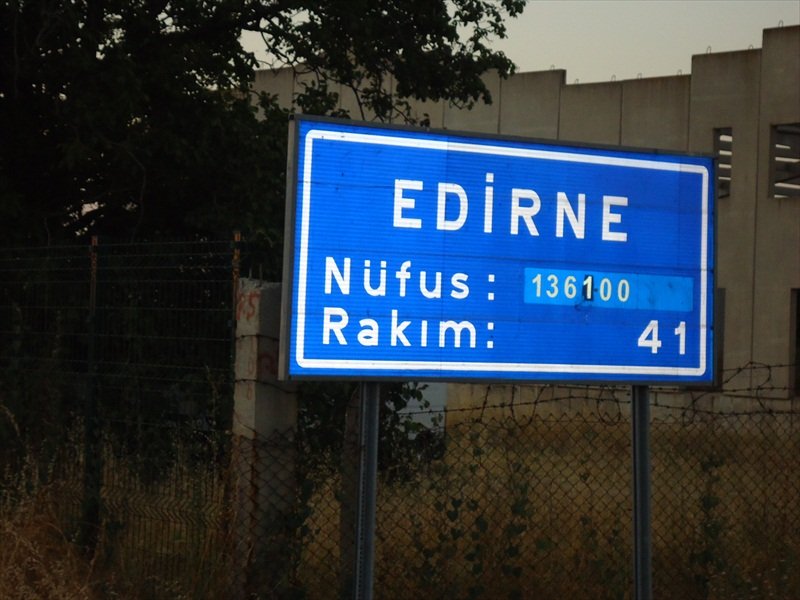 EDİRNE
Nüfus: 136100
Rakım: 41